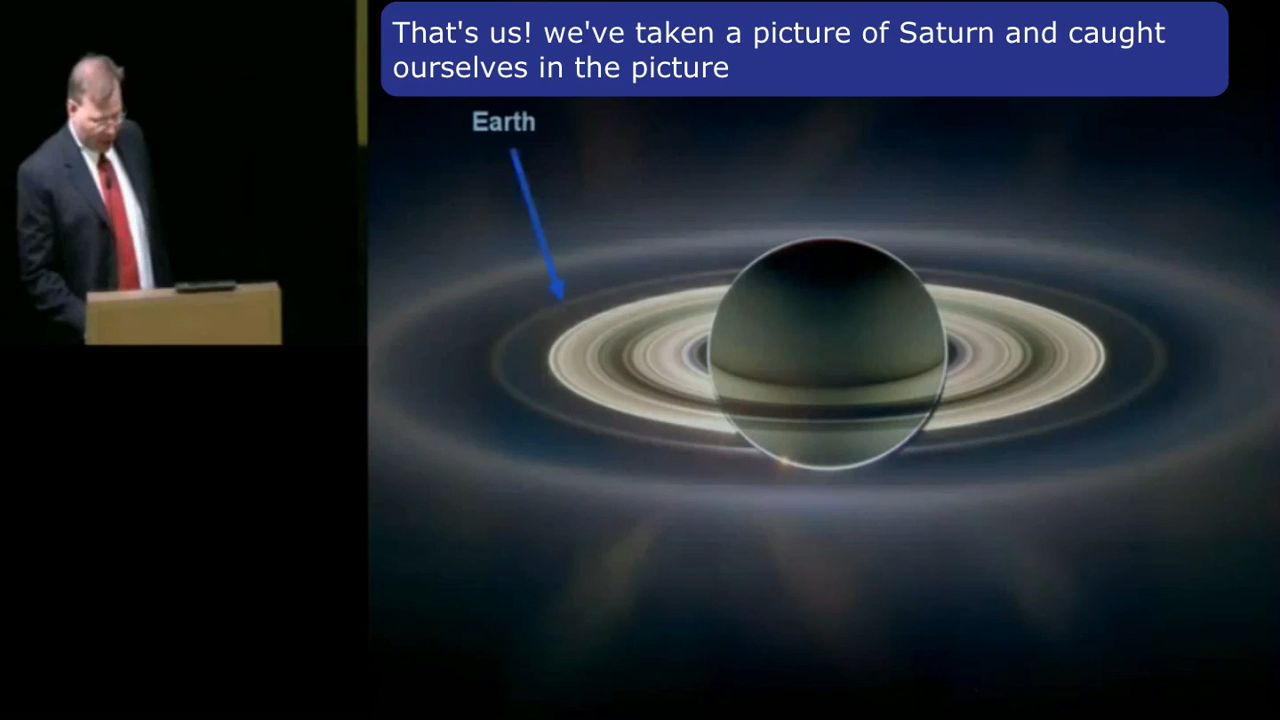 That's us! we've taken a picture of Saturn and caught
ourselves in the picture
Earth